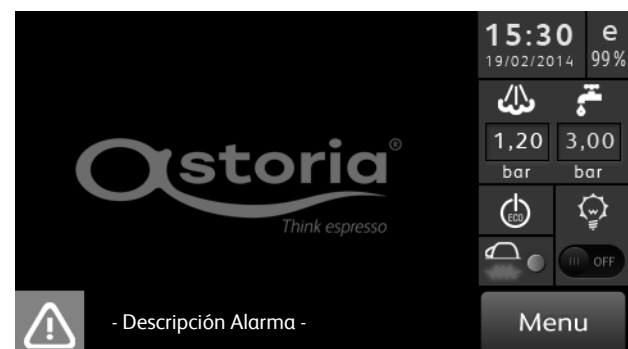 15:30
19/02/2014
e
99%
1,20
bar
3,00
bar
astoria®
Think espresso
ECO
OFF
- Descripción Alarma -
Menu